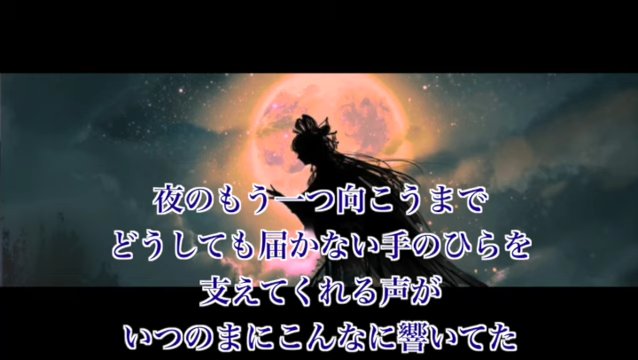 夜のもう一つ向こうまで
どうしても届かない手のひらを
支えてくれる声が
いつのまにこんなに響いてた